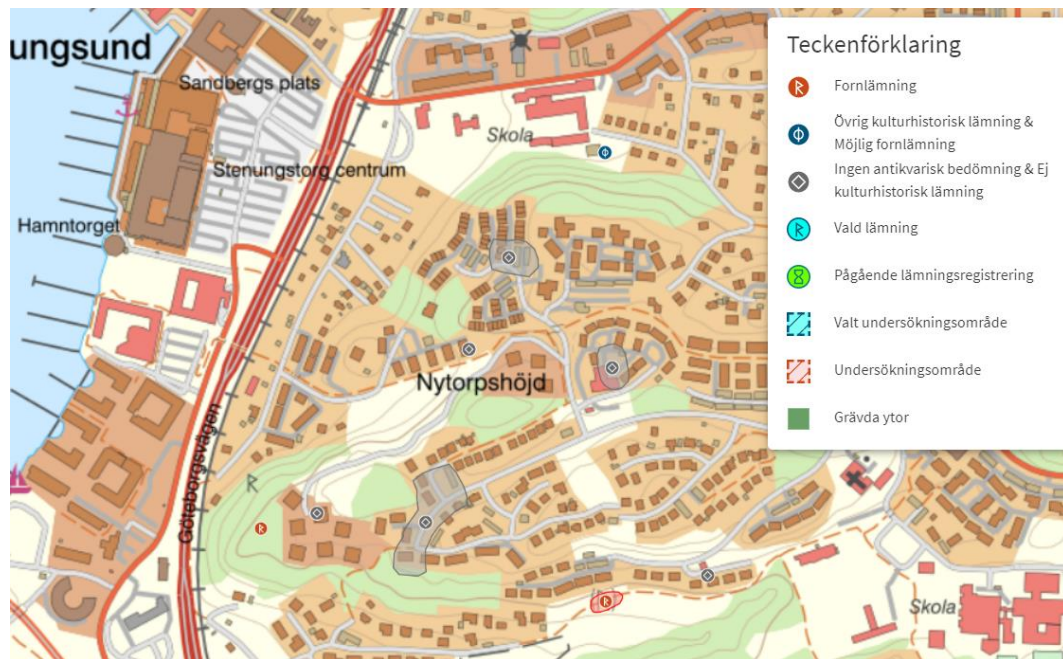 ungsund
Sandbergs plats
Skola
Stenungstorg centrum
Hamntorget
Nytorpshöjd
Göteborgsvägen
Skola
Teckenförklaring
Fornlämning
Övrig kulturhistorisk lämning &
Möjlig fornlämning
Ingen antikvarisk bedömning & Ej
kulturhistorisk lämning
Vald lämning
Pågående lämningsregistrering
Valt undersökningsområde
Undersökningsområde
Grävda ytor